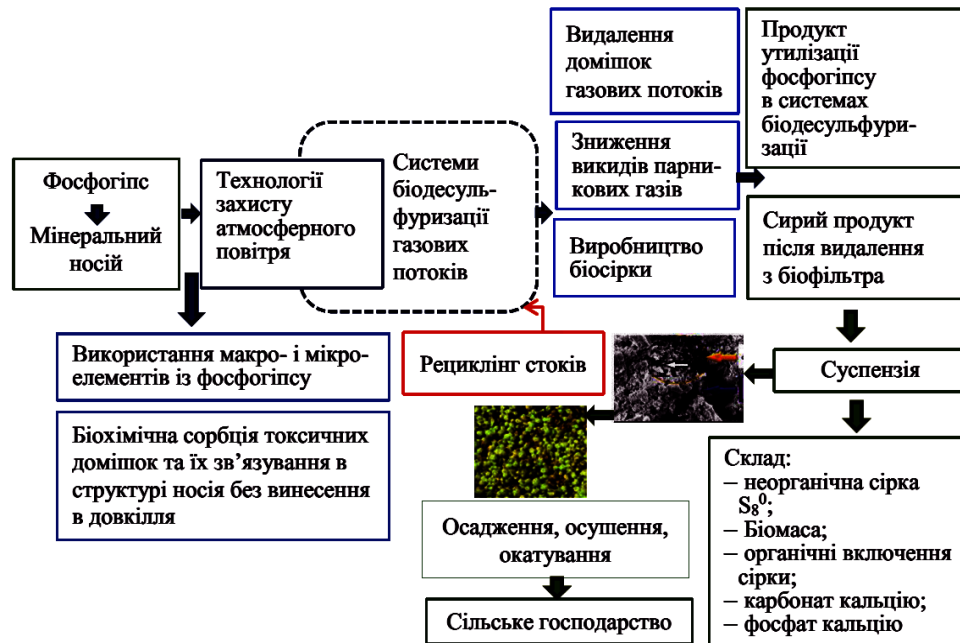 Фосфогіпс
Мінеральний
носій
Технології
захисту
атмосферного
повітря
Системи
біодесуль-
фуризації
газових
потоків
Видалення
домішок
газових потоків
Зниження
викидів парни-
кових газів
Виробництво
біосірки
Продукт
утилізації
фосфогіпсу
в системах
біодесульфури-
зації
Сирий продукт
після видалення
з біофільтра
Використання макро- і мікро-
елементів із фосфогіпсу
Біохімічна сорбція токсичних
домішок та їх зв’язування в
структурі носія без винесення
в довкілля
Рециклінг стоків
Суспензія
Склад:
– неорганічна сірка
S₈⁰;
– Біомаса;
– органічні включення
сірки;
– карбонат кальцію;
– фосфат кальцію
Осадження, осушення,
окатування
Сільське господарство